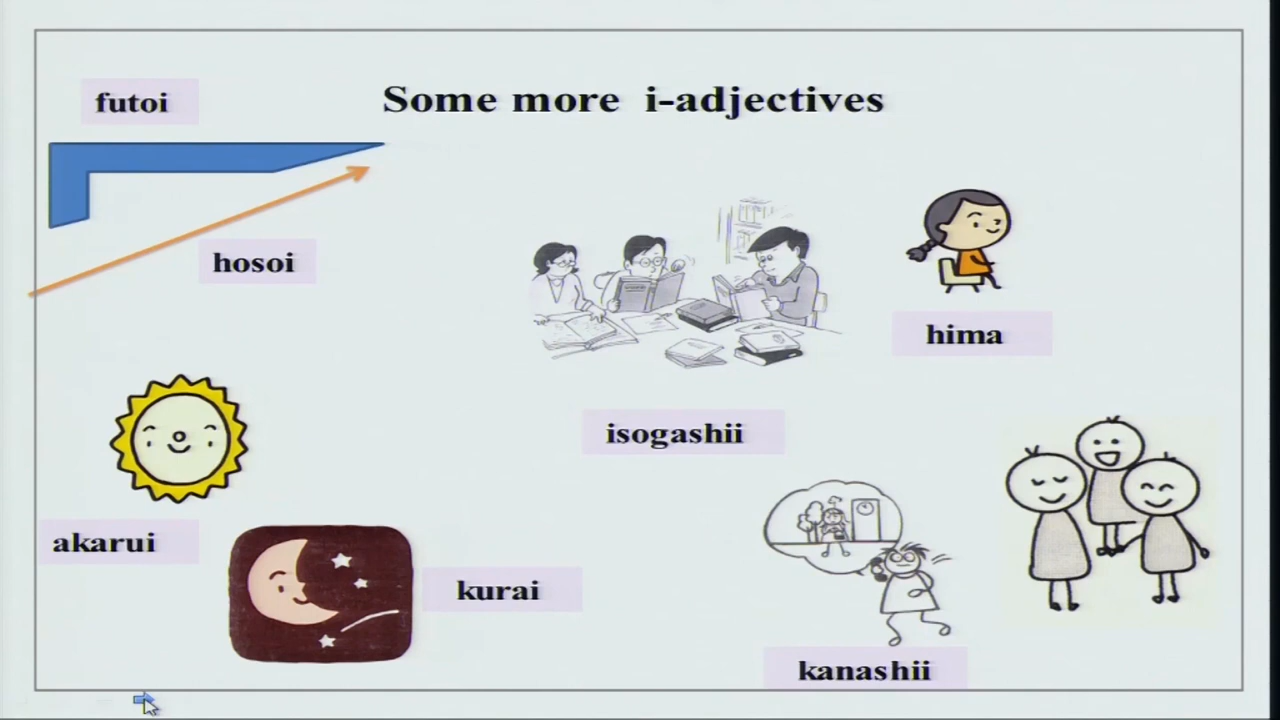 futoi
Some more i-adjectives
hosoi
hima
isogashii
akarui
kurai
kanashii